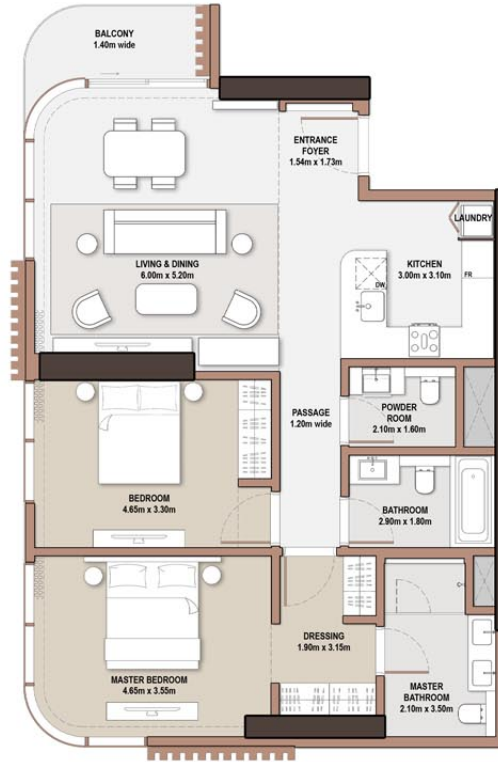 BALCONY
1.40m wide
ENTRANCE
FOYER
1.54m x 1.73m
LAUNDRY
LIVING & DINING
6.00m x 5.20m
KITCHEN
3.00m x 3.10m
FR
DW
PASSAGE
1.20m wide
POWDER
ROOM
2.10m x 1.60m
BEDROOM
4.65m x 3.30m
BATHROOM
2.90m x 1.80m
DRESSING
1.90m x 3.15m
MASTER BEDROOM
4.65m x 3.55m
MASTER
BATHROOM
2.10m x 3.50m